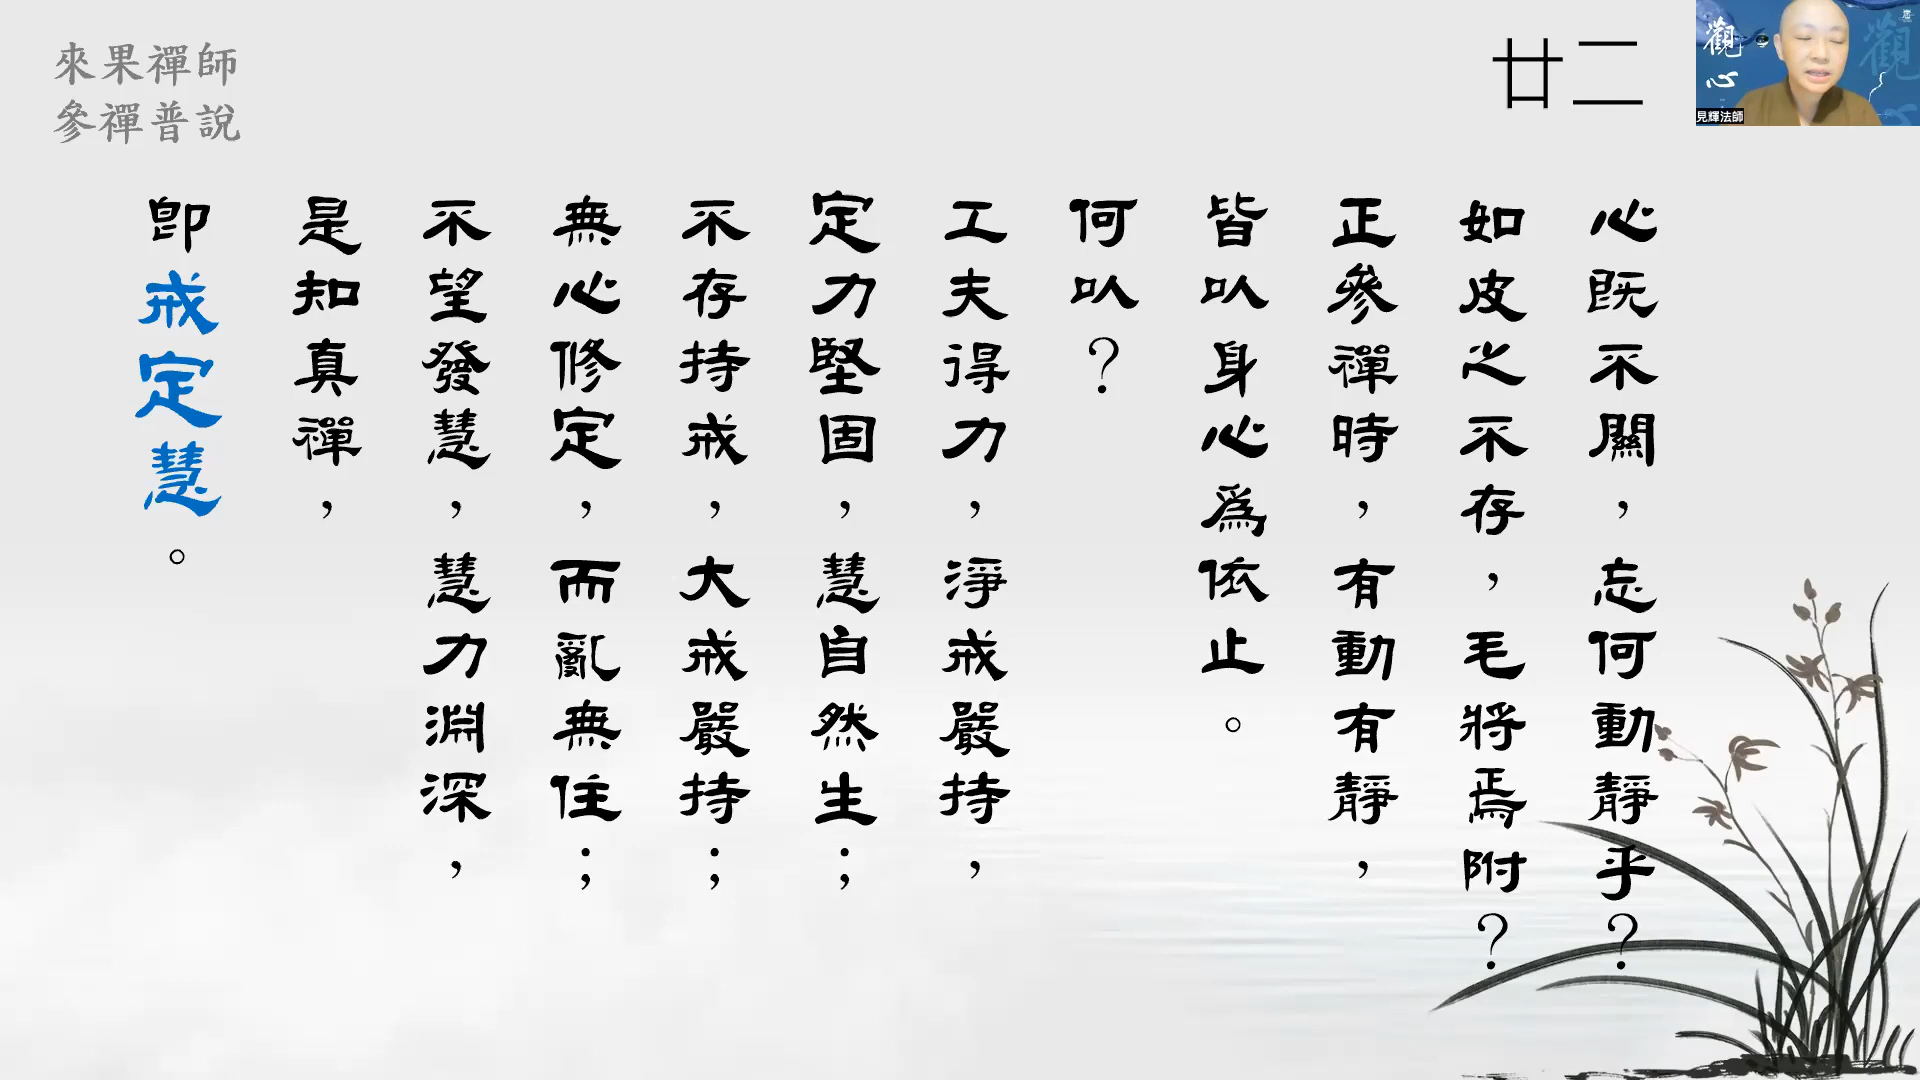 來果禪師
參禪普說
廿二
觀心
見輝法師
心既不關，忘何動靜乎？
如皮之不存，毛將焉附？
正參禪時，有動有靜，
皆以身心為依止。
何以？
工夫得力，淨戒嚴持，
定力堅固，慧自然生；
不存持戒，大戒嚴持；
無心修定，而亂無住；
不望發慧，慧力淵深，
是知真禪，
即戒定慧。